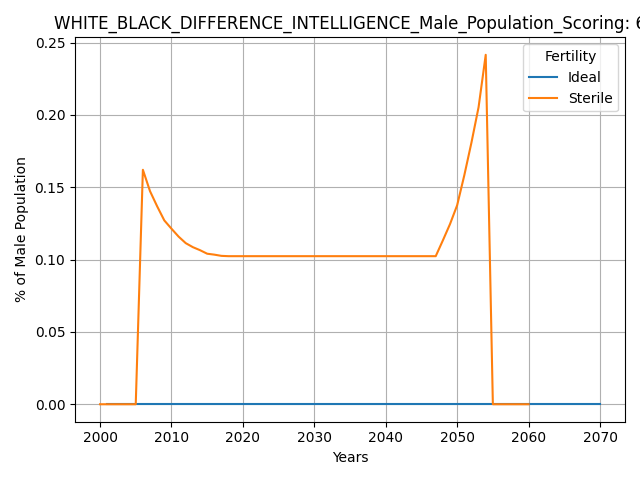 WHITE_BLACK_DIFFERENCE_INTELLIGENCE_Male_Population_Scoring: 6
0.25
0.20
0.15
0.10
0.05
0.00
% of Male Population
Fertility
Ideal
Sterile
2000 2010 2020 2030 2040 2050 2060 2070
Years